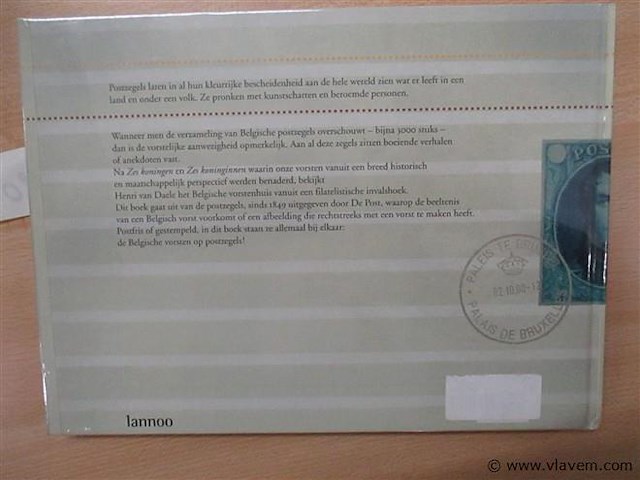 Postzegels laten in al hun kleurrijke bescheidenheid aan de hele wereld zien war er leeft in een
land en onder een volk. Ze pronken met kunstschatten en beroemde personen.
Wanneer men de verzameling van Belgische postzegels overschouwt – bijna 3000 stuks –
dan is de vorstelijke aanwezigheid opmerkelijk. Aan al deze zegels zitten boeiende verhalen
of anekdoten vast.
Na Zes koningen en Zes koninginnen waarin onze vorsten vanuit een breed historisch
en maatschappelijk perspectief werden benaderd, bekijkt
Henri van Daele het Belgische vorstenhuis vanuit een filatelistische invalshoek.
Dit boek gaat uit van de postzegels, sinds 1849 uitgegeven door De Post, waarop de beeltenis
van een Belgisch vorst voorkomt of een afbeelding die rechtstreeks met een vorst te maken heeft.
Postfris of gestempeld, in dit boek staan ze allemaal bij elkaar:
de Belgische vorsten op postzegels!
POS
PALEIS TE BRUSSEL
PALAIS DE BRUXELLES
lannoo
© www.vlavem.com